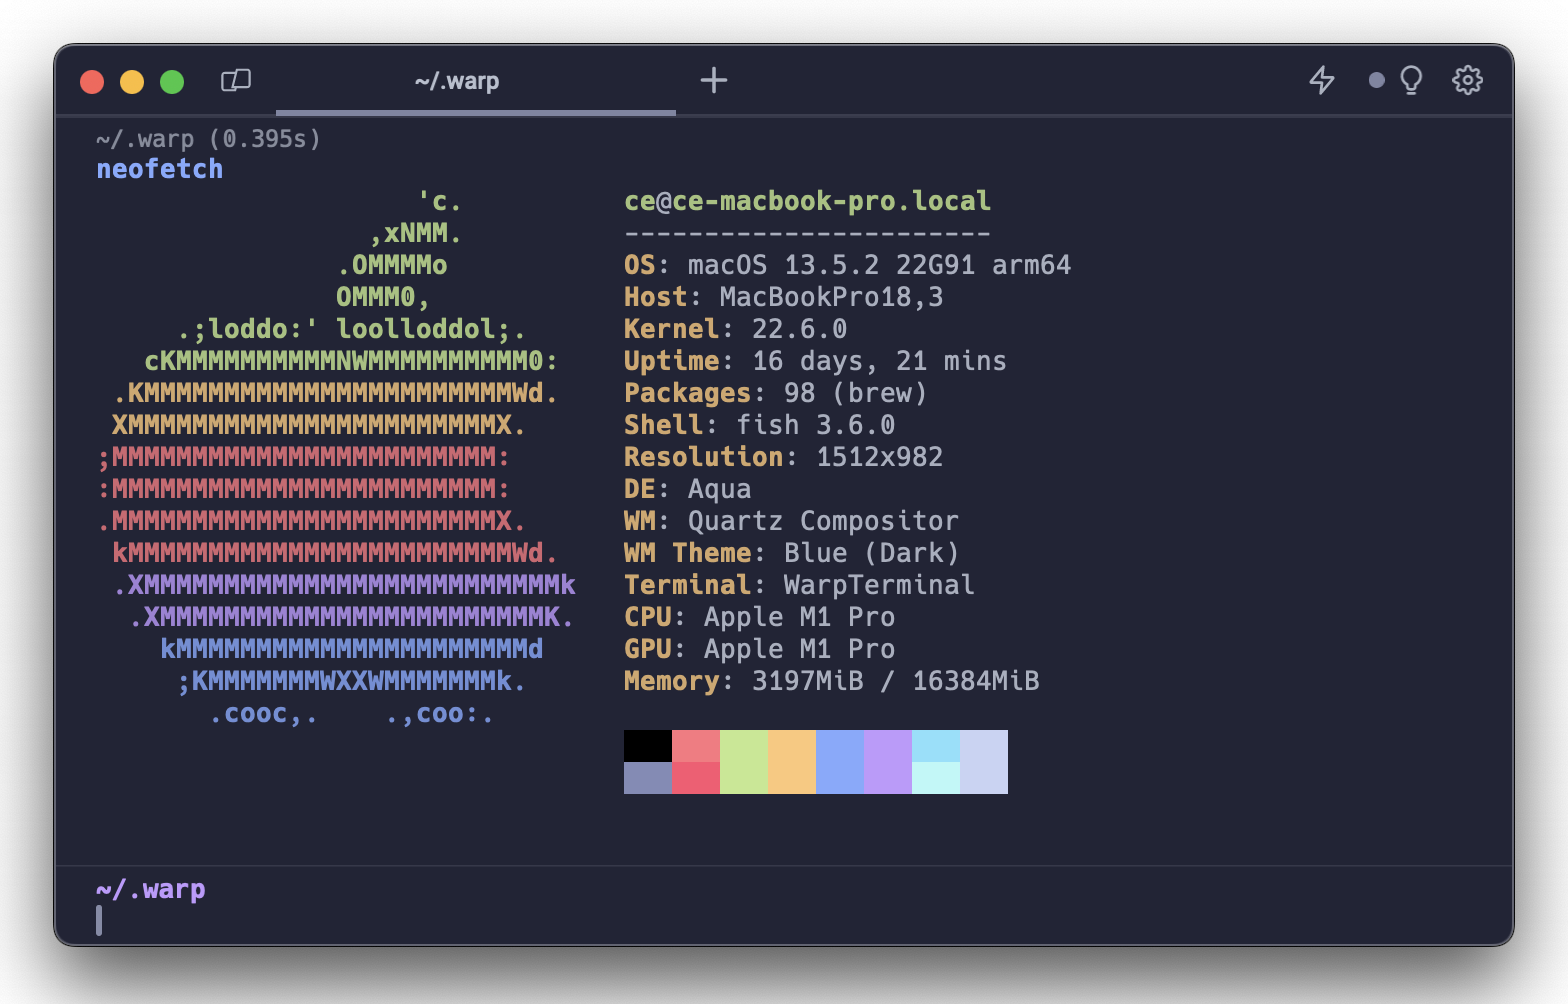 ~/.warp
~/.warp (0.395s)
neofetch
'c.
,xNMM.
.OMMMMo
OMMM0,
.;loddo:' loolloddol;.
cKMMMMMMMMMMNWMMMMMMMMMM0:
.KMMMMMMMMMMMMMMMMMMMMMMMWd.
XMMMMMMMMMMMMMMMMMMMMMMMX.
;MMMMMMMMMMMMMMMMMMMMMMMM:
:MMMMMMMMMMMMMMMMMMMMMMMM:
.MMMMMMMMMMMMMMMMMMMMMMMMX.
kMMMMMMMMMMMMMMMMMMMMMMMMWd.
.XMMMMMMMMMMMMMMMMMMMMMMMMMMk
.XMMMMMMMMMMMMMMMMMMMMMMMMK.
kMMMMMMMMMMMMMMMMMMMMMMd
;KMMMMMMMWXXWMMMMMMMk.
.cooc,. .,coo:.
ce@ce-macbook-pro.local
-----------------------
OS: macOS 13.5.2 22G91 arm64
Host: MacBookPro18,3
Kernel: 22.6.0
Uptime: 16 days, 21 mins
Packages: 98 (brew)
Shell: fish 3.6.0
Resolution: 1512x982
DE: Aqua
WM: Quartz Compositor
WM Theme: Blue (Dark)
Terminal: WarpTerminal
CPU: Apple M1 Pro
GPU: Apple M1 Pro
Memory: 3197MiB / 16384MiB
~/.warp